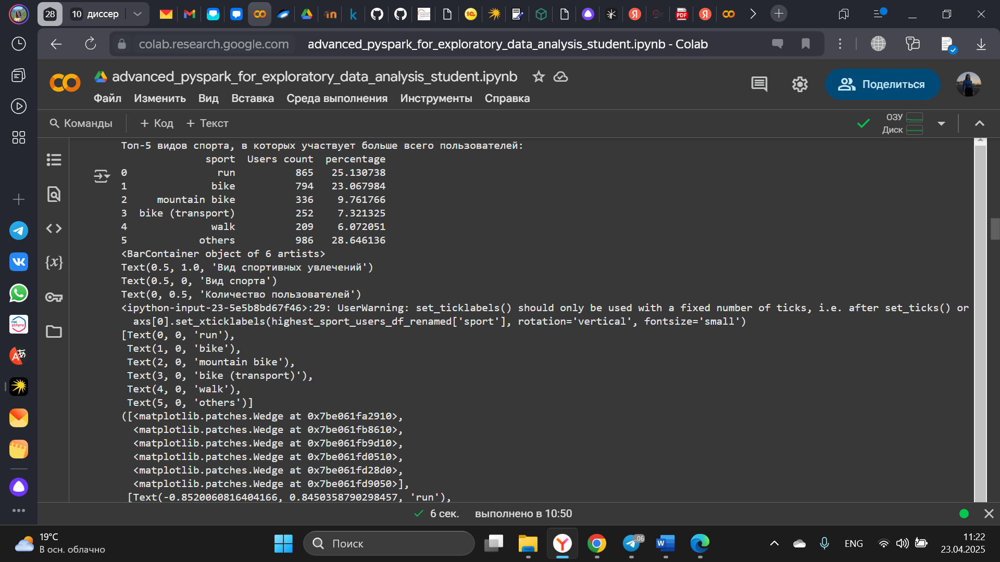 28
10 диссер
colab.research.google.com
advanced_pyspark_for_exploratory_data_analysis_student.ipynb - Colab
advanced_pyspark_for_exploratory_data_analysis_student.ipynb
Файл Изменить Вид Вставка Среда выполнения Инструменты Справка
Поделиться
Команды + Код + Текст
ОЗУ
Диск
Топ-5 видов спорта, в которых участвует больше всего пользователей:
sport Users count percentage
0 run 865 25.130738
1 bike 794 23.067984
2 mountain bike 336 9.761766
3 bike (transport) 252 7.321325
4 walk 209 6.072051
5 others 986 28.646136
<BarContainer object of 6 artists>
Text(0.5, 1.0, 'Вид спортивных увлечений')
Text(0.5, 0, 'Вид спорта')
Text(0, 0.5, 'Количество пользователей')
<ipython-input-23-5e5b8bd67f46>:29: UserWarning: set_ticklabels() should only be used with a fixed number of ticks, i.e. after set_ticks() or
axs[0].set_xticklabels(highest_sport_users_df_renamed['sport'], rotation='vertical', fontsize='small')
[Text(0, 0, 'run'),
Text(1, 0, 'bike'),
Text(2, 0, 'mountain bike'),
Text(3, 0, 'bike (transport)'),
Text(4, 0, 'walk'),
Text(5, 0, 'others')]
([<matplotlib.patches.Wedge at 0x7be061fa2910>,
<matplotlib.patches.Wedge at 0x7be061fb8610>,
<matplotlib.patches.Wedge at 0x7be061fb9d10>,
<matplotlib.patches.Wedge at 0x7be061fd0510>,
<matplotlib.patches.Wedge at 0x7be061fd28d0>,
<matplotlib.patches.Wedge at 0x7be061fd9050>],
[Text(-0.8520060816404166, 0.8450358790298457, 'run'),
6 сек. выполнено в 10:50
19°C
В осн. облачно
Поиск
ENG
11:22
23.04.2025